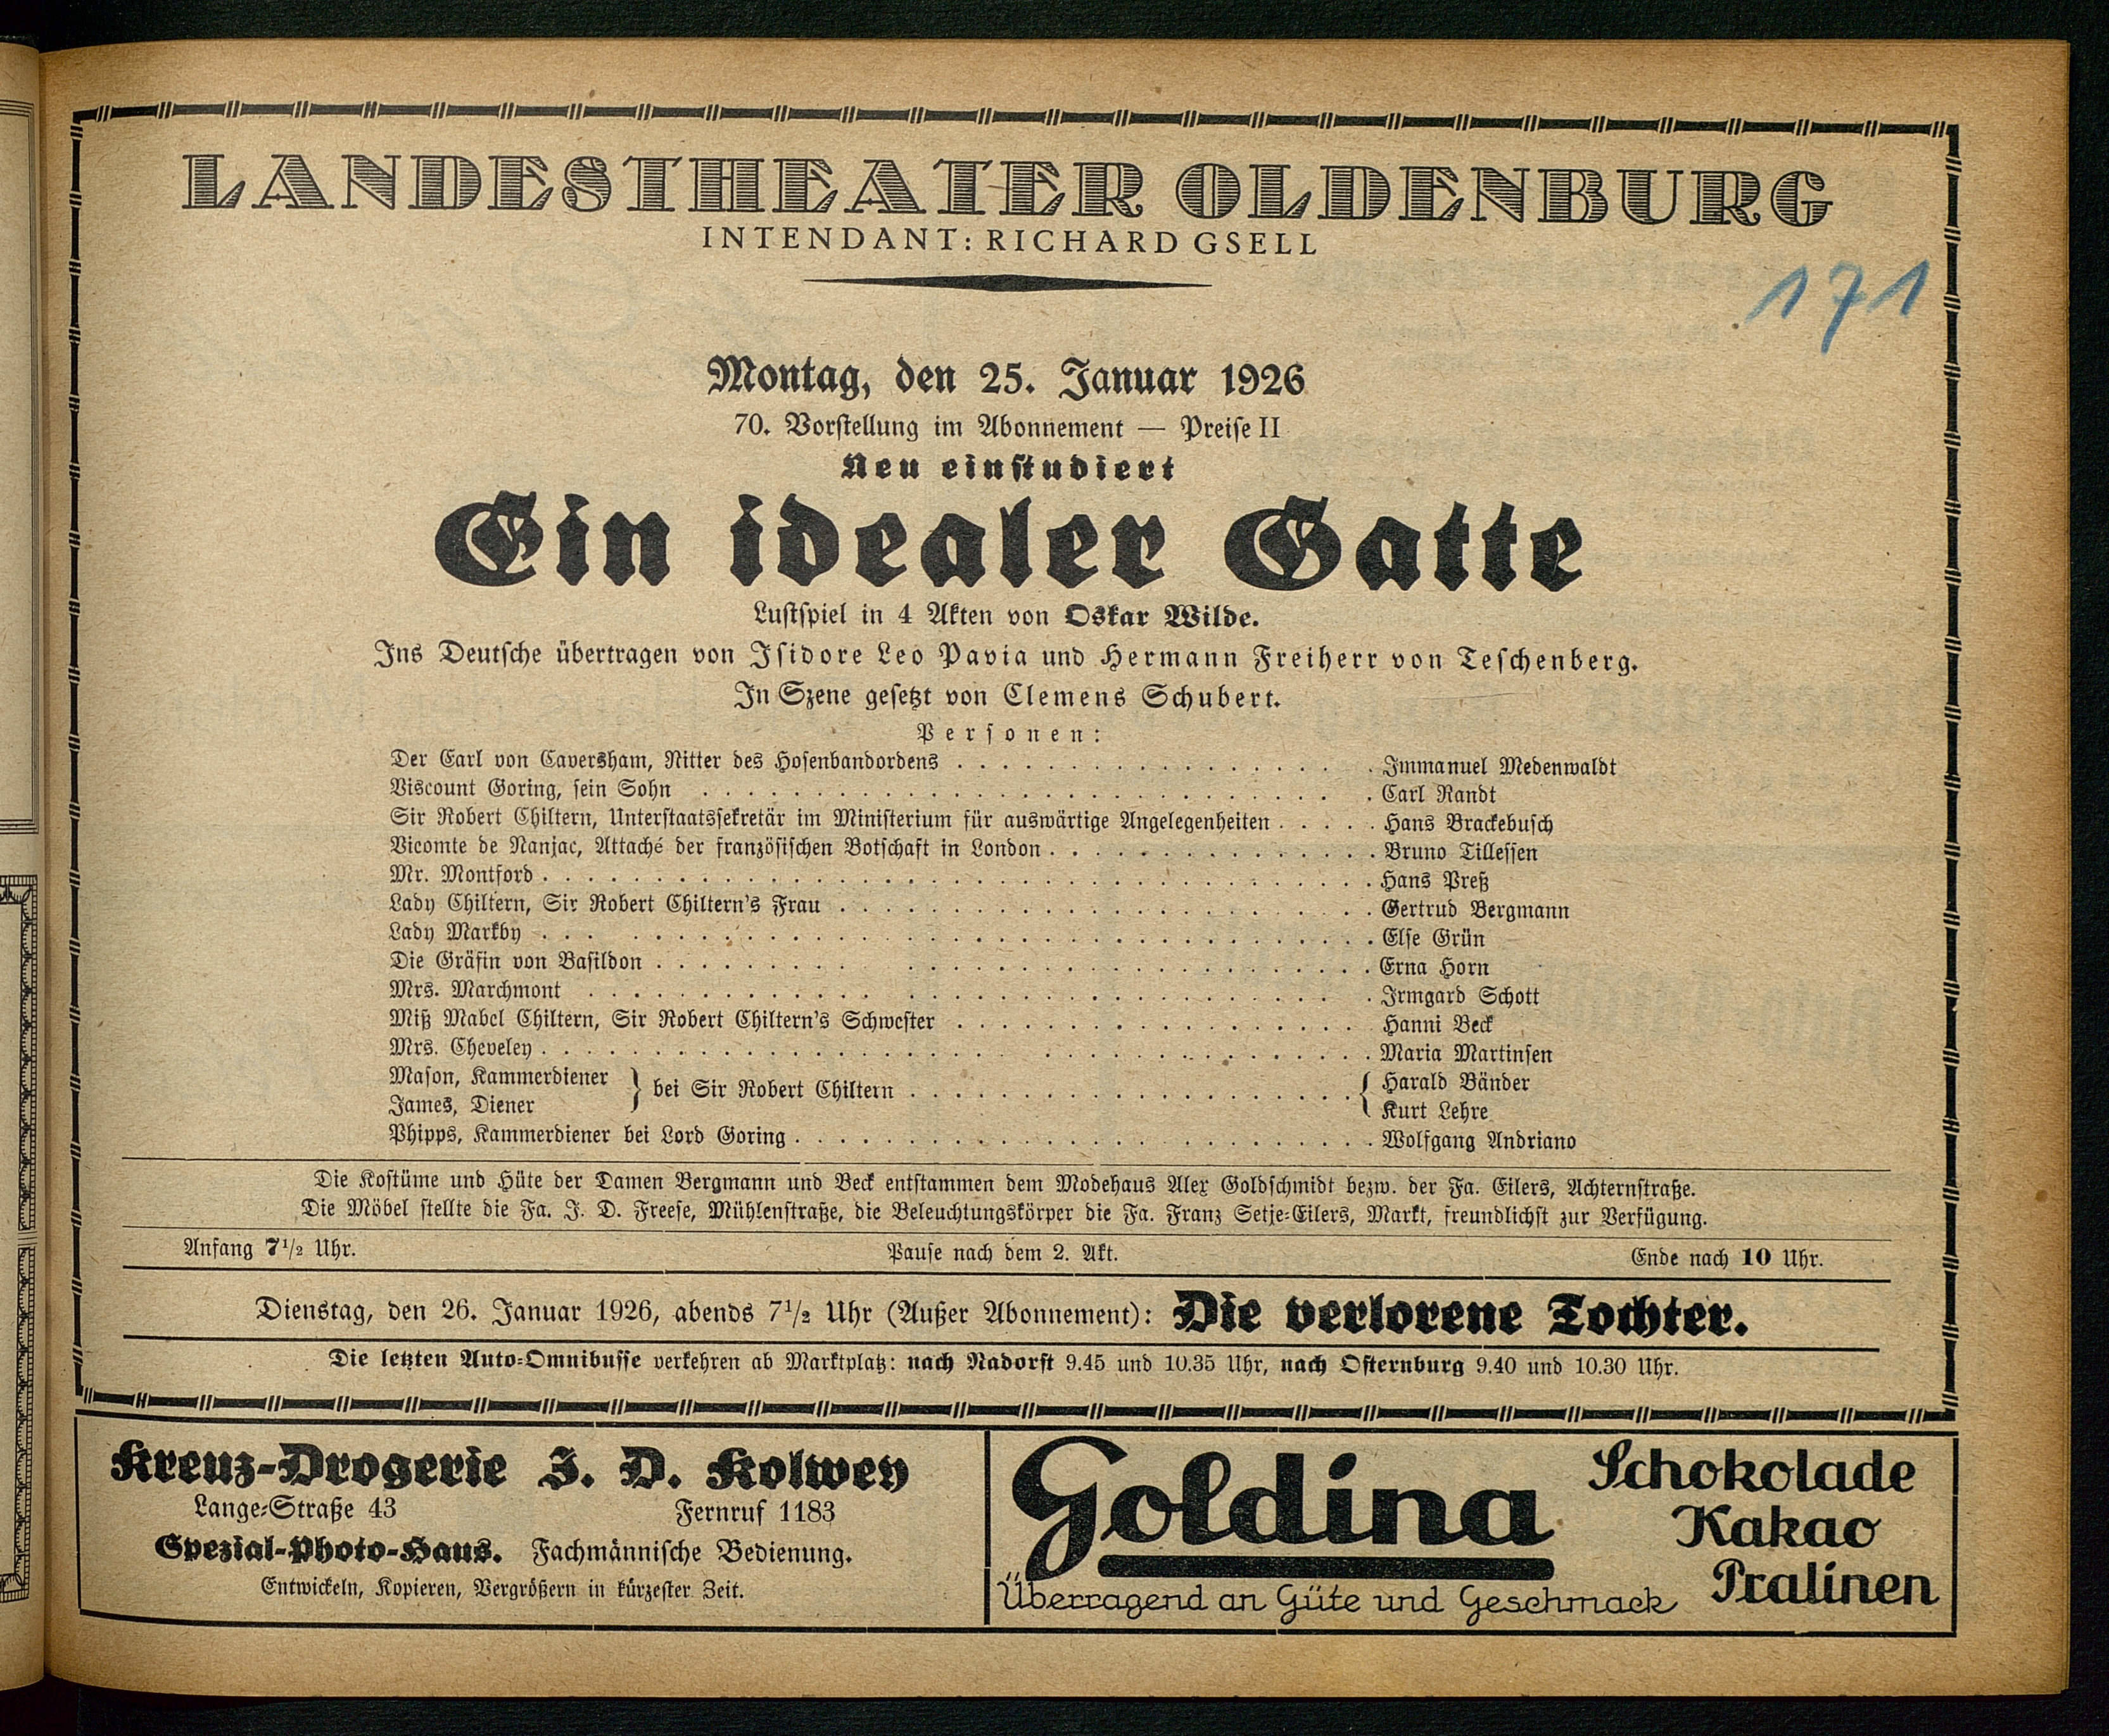 LANDESTHEATER OLDENBURG
INTENDANT: RICHARD GSELL
171
Montag, den 25. Januar 1926
70. Vorstellung im Abonnement — Preise II
Neu einstudiert
Ein idealer Gatte
Lustspiel in 4 Akten von Oskar Wilde.
Ins Deutsche übertragen von Isidore Leo Pavia und Hermann Freiherr von Teschenberg.
In Szene gesetzt von Clemens Schubert.
Personen:
Der Earl von Caversham, Ritter des Hosenbandordens . . . . . Immanuel Medenwaldt
Viscount Goring, sein Sohn . . . . . Carl Randt
Sir Robert Chiltern, Unterstaatssekretär im Ministerium für auswärtige Angelegenheiten . . . . . Hans Brackebusch
Vicomte de Nanjac, Attaché der französischen Botschaft in London . . . . . Bruno Tillessen
Mr. Montford . . . . . Hans Preß
Lady Chiltern, Sir Robert Chiltern's Frau . . . . . Gertrud Bergmann
Lady Markby . . . . . Else Grün
Die Gräfin von Basildon . . . . . Erna Horn
Mrs. Marchmont . . . . . Irmgard Schott
Miß Mabel Chiltern, Sir Robert Chiltern's Schwester . . . . . Hanni Beck
Mrs. Cheveley . . . . . Maria Martinsen
Mason, Kammerdiener } bei Sir Robert Chiltern . . . . . { Harald Bänder
James, Diener Kurt Lehre
Phipps, Kammerdiener bei Lord Goring . . . . . Wolfgang Andriano
Die Kostüme und Hüte der Damen Bergmann und Beck entstammen dem Modehaus Alex Goldschmidt bezw. der Fa. Eilers, Achternstraße.
Die Möbel stellte die Fa. J. D. Freese, Mühlenstraße, die Beleuchtungskörper die Fa. Franz Setje-Eilers, Markt, freundlichst zur Verfügung.
Anfang 7 1/2 Uhr. Pause nach dem 2. Akt. Ende nach 10 Uhr.
Dienstag, den 26. Januar 1926, abends 7 1/2 Uhr (Außer Abonnement): Die verlorene Tochter.
Die letzten Auto-Omnibusse verkehren ab Marktplatz: nach Nadorst 9.45 und 10.35 Uhr, nach Osternburg 9.40 und 10.30 Uhr.
Kreuz-Drogerie J. D. Kolwey
Lange-Straße 43 Fernruf 1183
Spezial-Photo-Haus. Fachmännische Bedienung.
Entwickeln, Kopieren, Vergrößern in kürzester Zeit.
Goldina
Schokolade
Kakao
Pralinen
Überragend an Güte und Geschmack